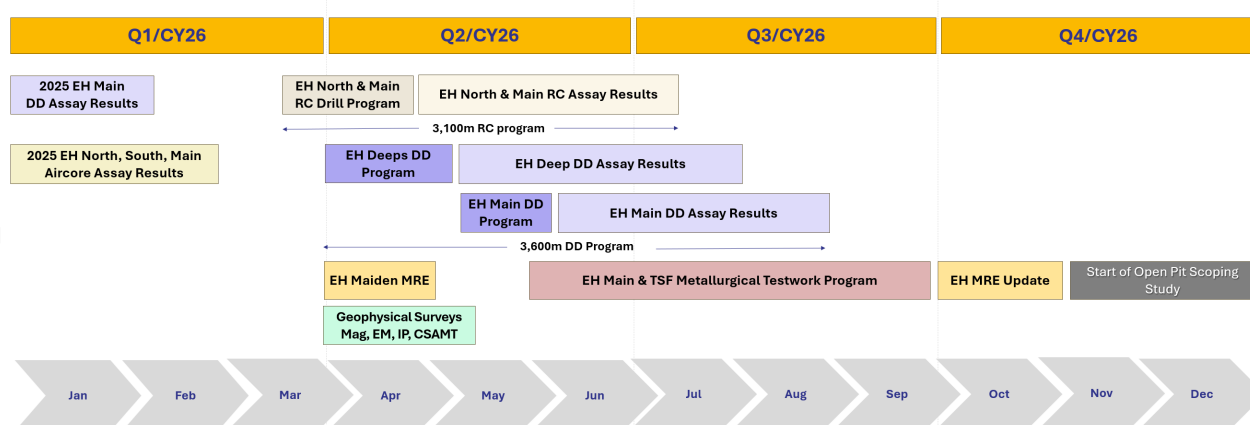 Q1/CY26
Q2/CY26
Q3/CY26
Q4/CY26
2025 EH Main
DD Assay Results
EH North & Main
RC Drill Program
EH North & Main RC Assay Results
3,100m RC program
2025 EH North, South, Main
Aircore Assay Results
EH Deeps DD
Program
EH Deep DD Assay Results
EH Main DD
Program
EH Main DD Assay Results
3,600m DD Program
EH Maiden MRE
EH Main & TSF Metallurgical Testwork Program
EH MRE Update
Start of Open Pit Scoping
Study
Geophysical Surveys
Mag, EM, IP, CSAMT
Jan
Feb
Mar
Apr
May
Jun
Jul
Aug
Sep
Oct
Nov
Dec